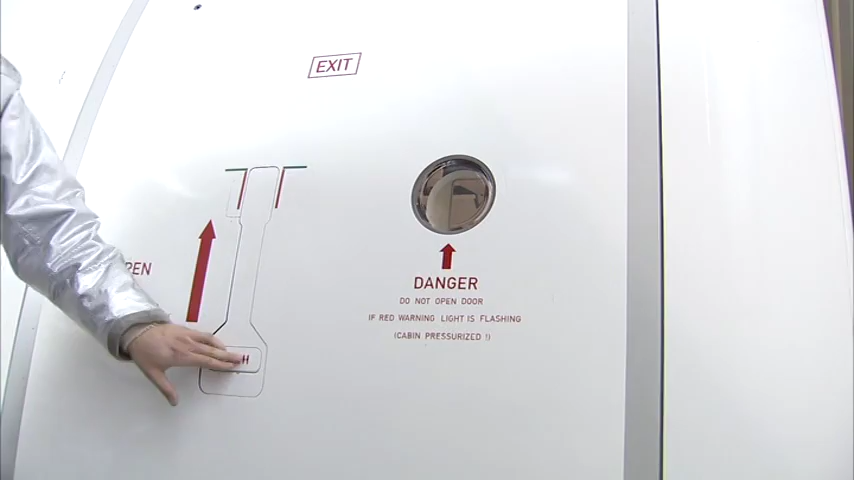 EXIT
DANGER
DO NOT OPEN DOOR
IF RED WARNING LIGHT IS FLASHING
(CABIN PRESSURIZED !)